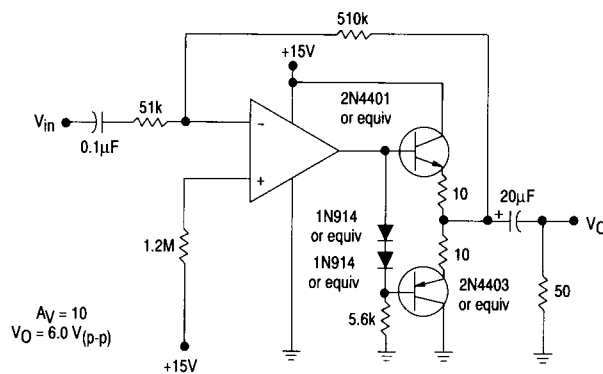 510k
+15V
2N4401
or equiv
51k
Vin
0.1µF
−
+
10
20µF
+
VO
1N914
or equiv
1N914
or equiv
10
2N4403
or equiv
1.2M
5.6k
50
AV = 10
VO = 6.0 V(p-p)
+15V